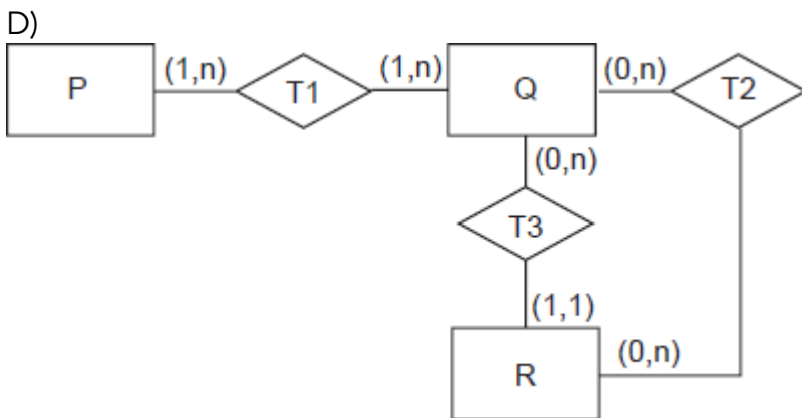 D)
P (1,n) T1 (1,n) Q (0,n) T2
(0,n)
T3
(1,1)
R (0,n)